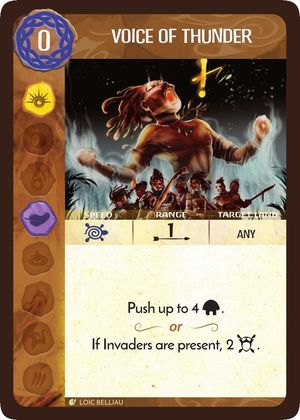 0
VOICE OF THUNDER
SPEED RANGE TARGET LAND
1 ANY
Push up to 4 .
or
If Invaders are present, 2 .
LOIC BELLIAU